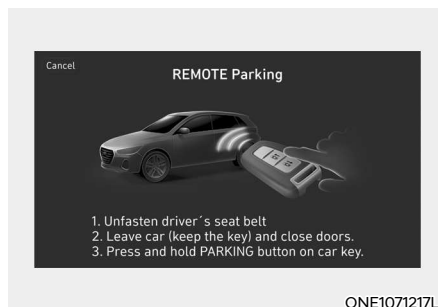 Cancel
REMOTE Parking
1. Unfasten driver´s seat belt
2. Leave car (keep the key) and close doors.
3. Press and hold PARKING button on car key.
ONE1071217L